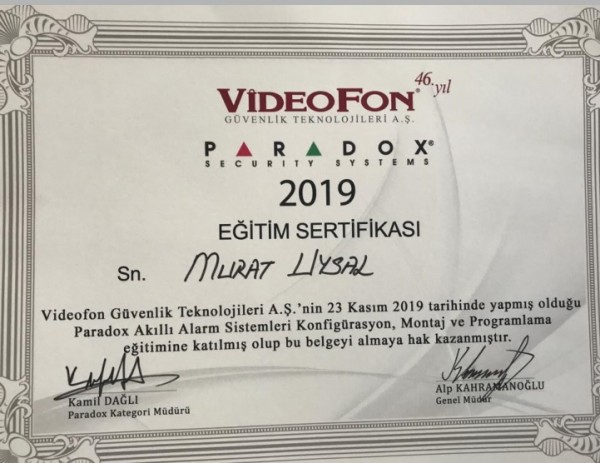 46.yıl
VİDEOFON®
GÜVENLİK TEKNOLOJİLERİ A.Ş.
PARADOX®
SECURITY SYSTEMS
2019
EĞİTİM SERTİFİKASI
Sn. MURAT UYSAL
Videofon Güvenlik Teknolojileri A.Ş.'nin 23 Kasım 2019 tarihinde yapmış olduğu
Paradox Akıllı Alarm Sistemleri Konfigürasyon, Montaj ve Programlama
eğitimine katılmış olup bu belgeyi almaya hak kazanmıştır.
Kamil DAĞLI
Paradox Kategori Müdürü
Alp KAHRAMANOĞLU
Genel Müdür